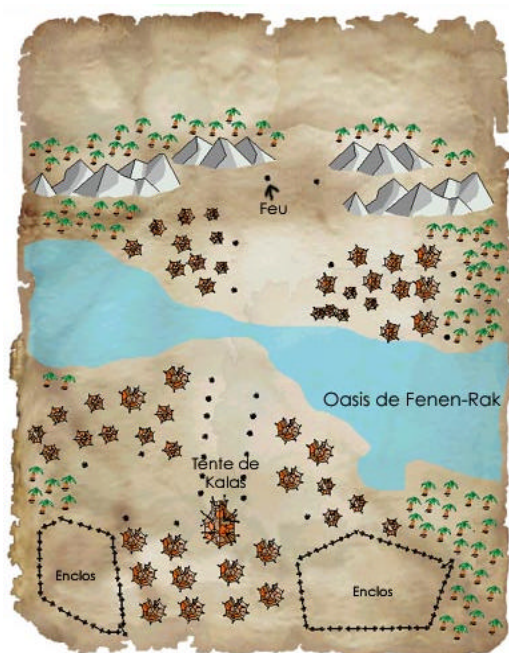 Feu
Oasis de Fenen-Rak
Tente de
Kalas
Enclos
Enclos